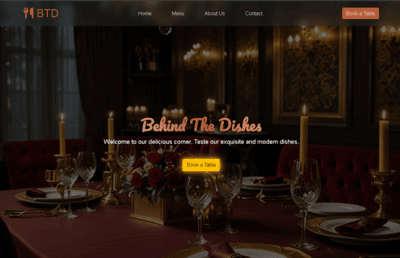 BTD
Home
Menu
About Us
Contact
Book a Table
Behind The Dishes
Welcome to our delicious corner. Taste our exquisite and modern dishes.
Book a Table